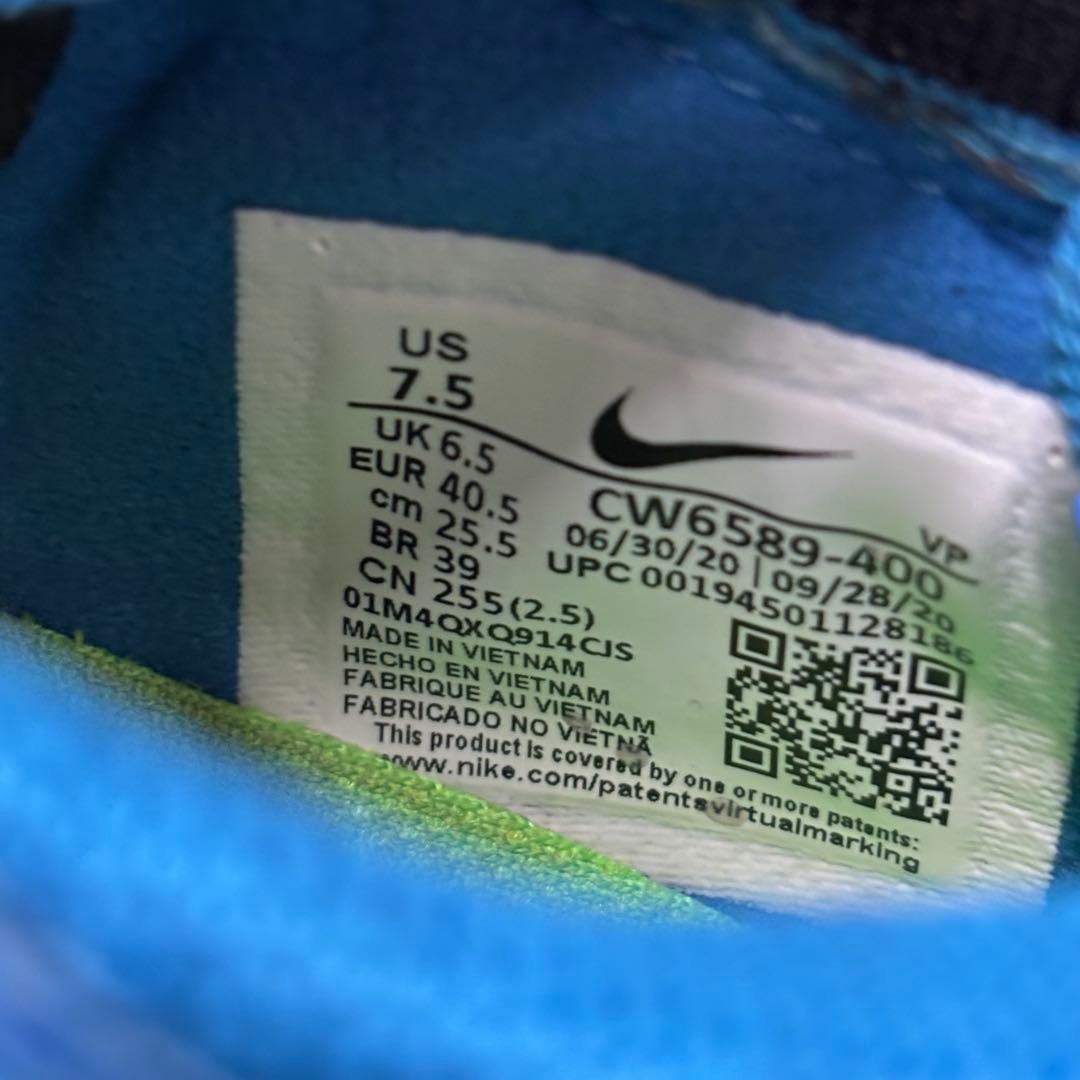 US
7.5
UK 6.5
EUR 40.5
cm 25.5
BR 39
CN 255(2.5)
01M4QXQ914CJS
MADE IN VIETNAM
HECHO EN VIETNAM
FABRIQUE AU VIETNAM
FABRICADO NO VIETNÃ
VP
CW6589-400
06/30/20 | 09/28/20
UPC 00194501128186
This product is covered by one or more patents:
www.nike.com/patentsvirtualmarking